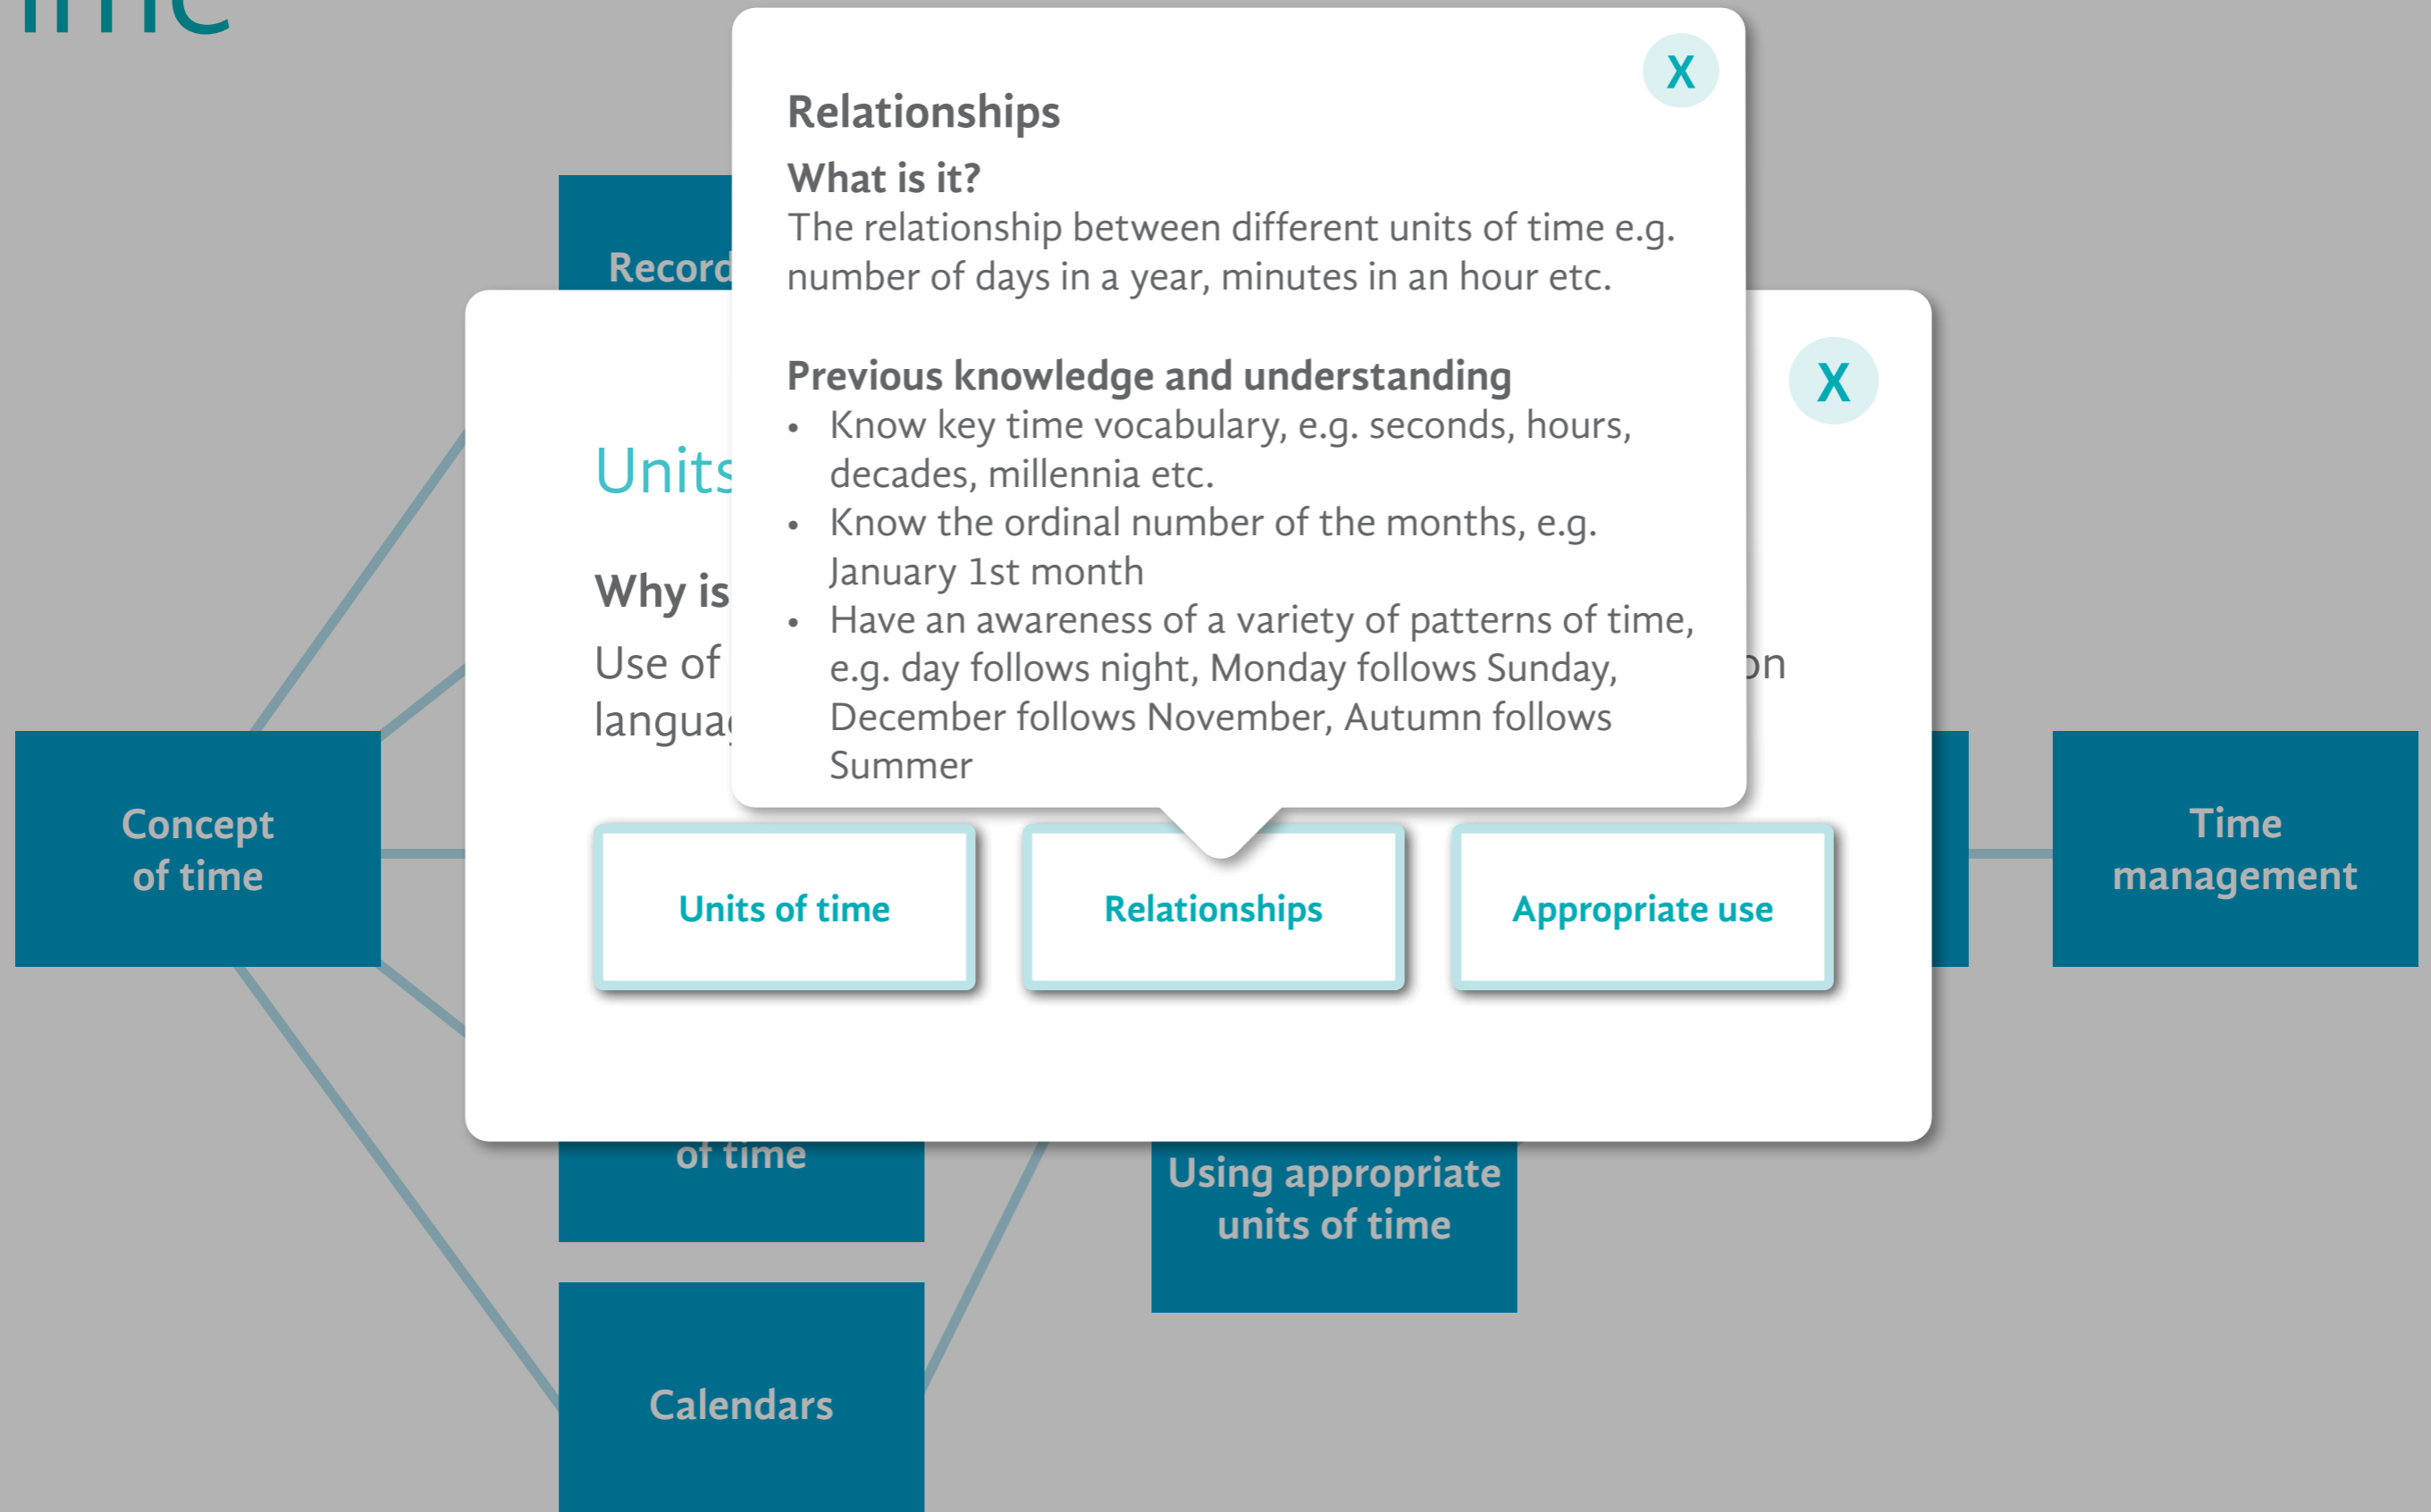 X
Relationships
What is it?
The relationship between different units of time e.g.
number of days in a year, minutes in an hour etc.
Previous knowledge and understanding
• Know key time vocabulary, e.g. seconds, hours,
decades, millennia etc.
• Know the ordinal number of the months, e.g.
January 1st month
• Have an awareness of a variety of patterns of time,
e.g. day follows night, Monday follows Sunday,
December follows November, Autumn follows
Summer
X
Units
Why is
Use of
Units of time
Relationships
Appropriate use
Concept
of time
Time
management
of time
Using appropriate
units of time
Calendars